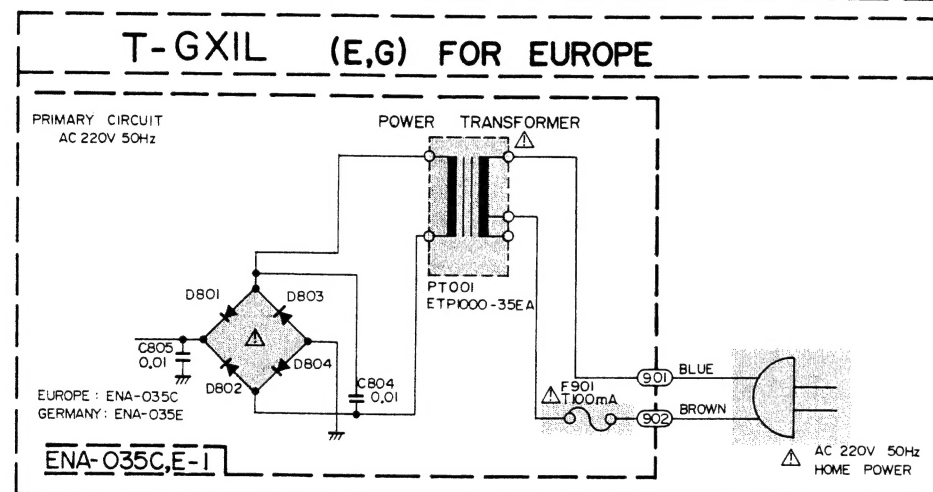 T-GX1L (E,G) FOR EUROPE
PRIMARY CIRCUIT
AC 220V 50Hz
POWER TRANSFORMER
PT001
ETP1000-35EA
D801
D803
D802
D804
C805
0.01
C804
0.01
EUROPE : ENA-035C
GERMANY : ENA-035E
ENA-035C,E-1
F901
T100mA
901
BLUE
902
BROWN
AC 220V 50Hz
HOME POWER